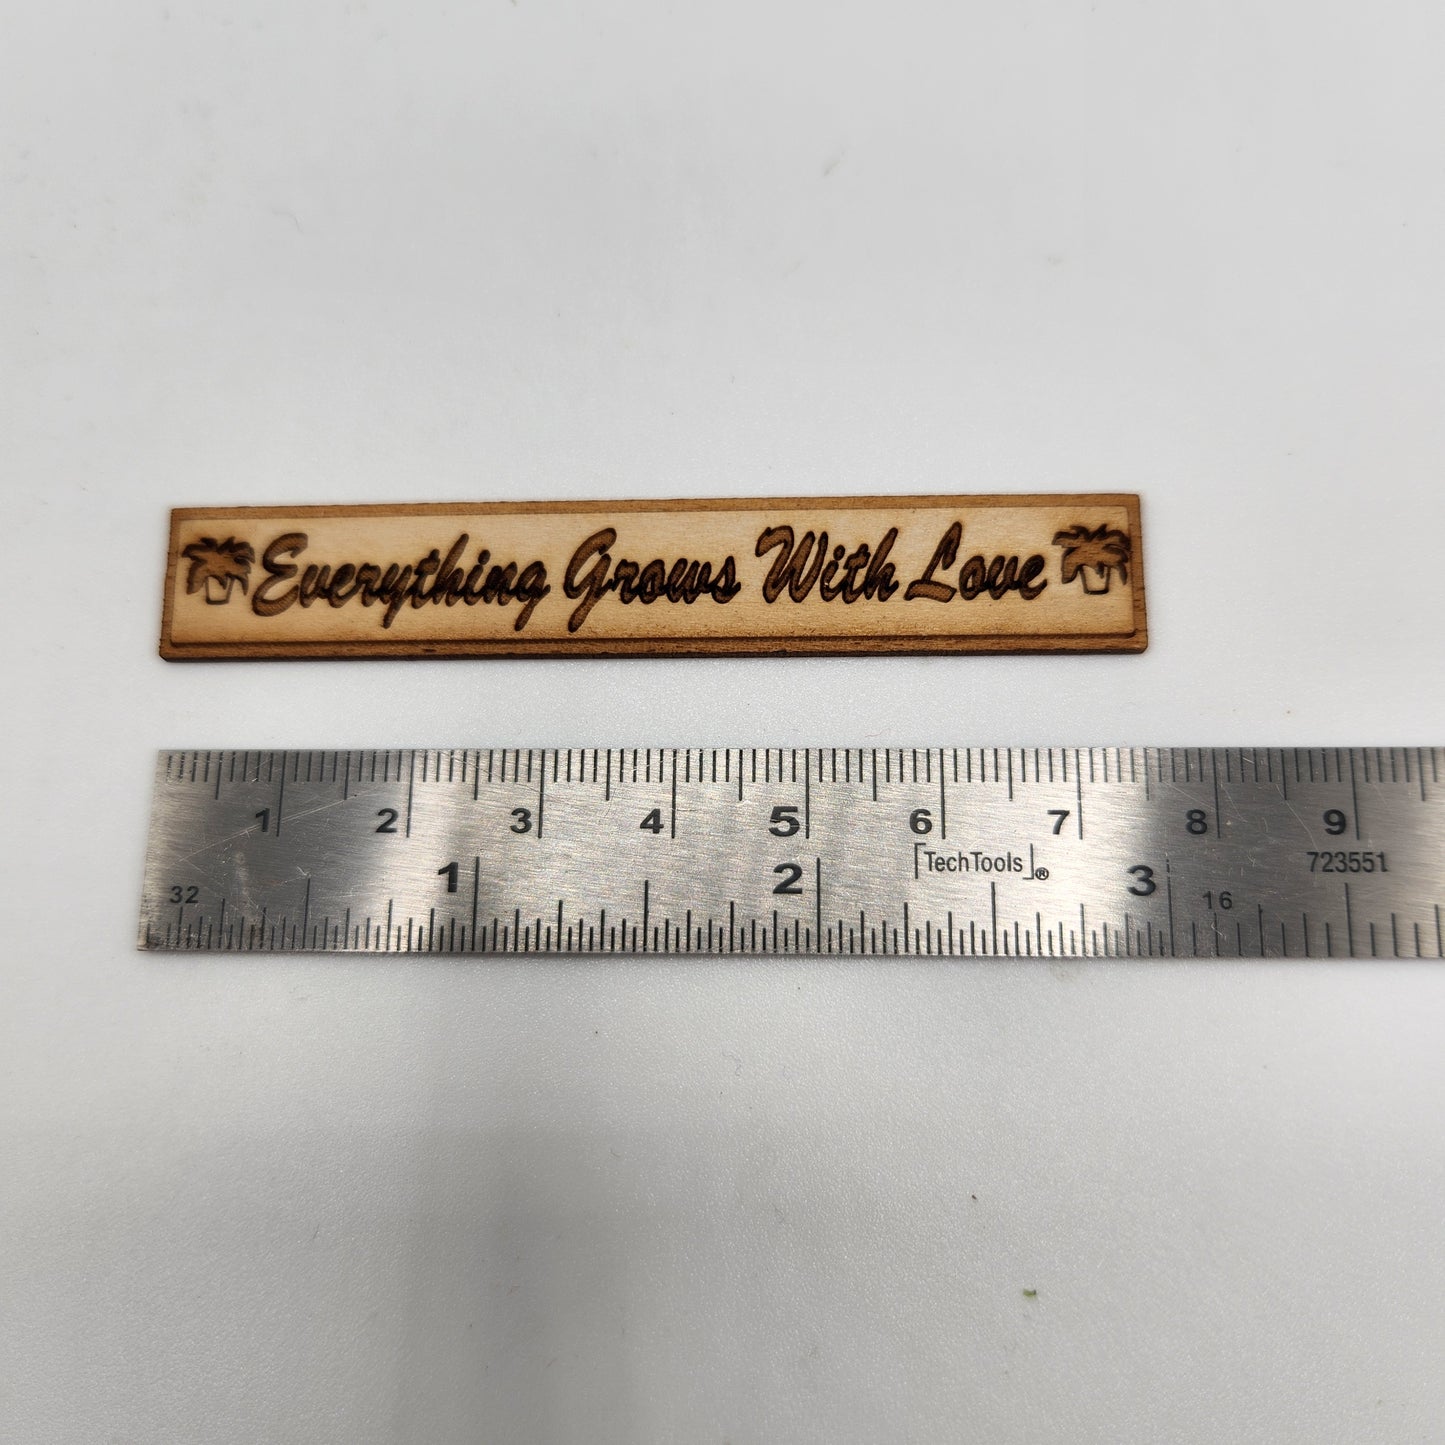 Everything Grows With Love
1 2 3 4 5 6 7 8 9
TechTools® 723551
1 2 3
32 16